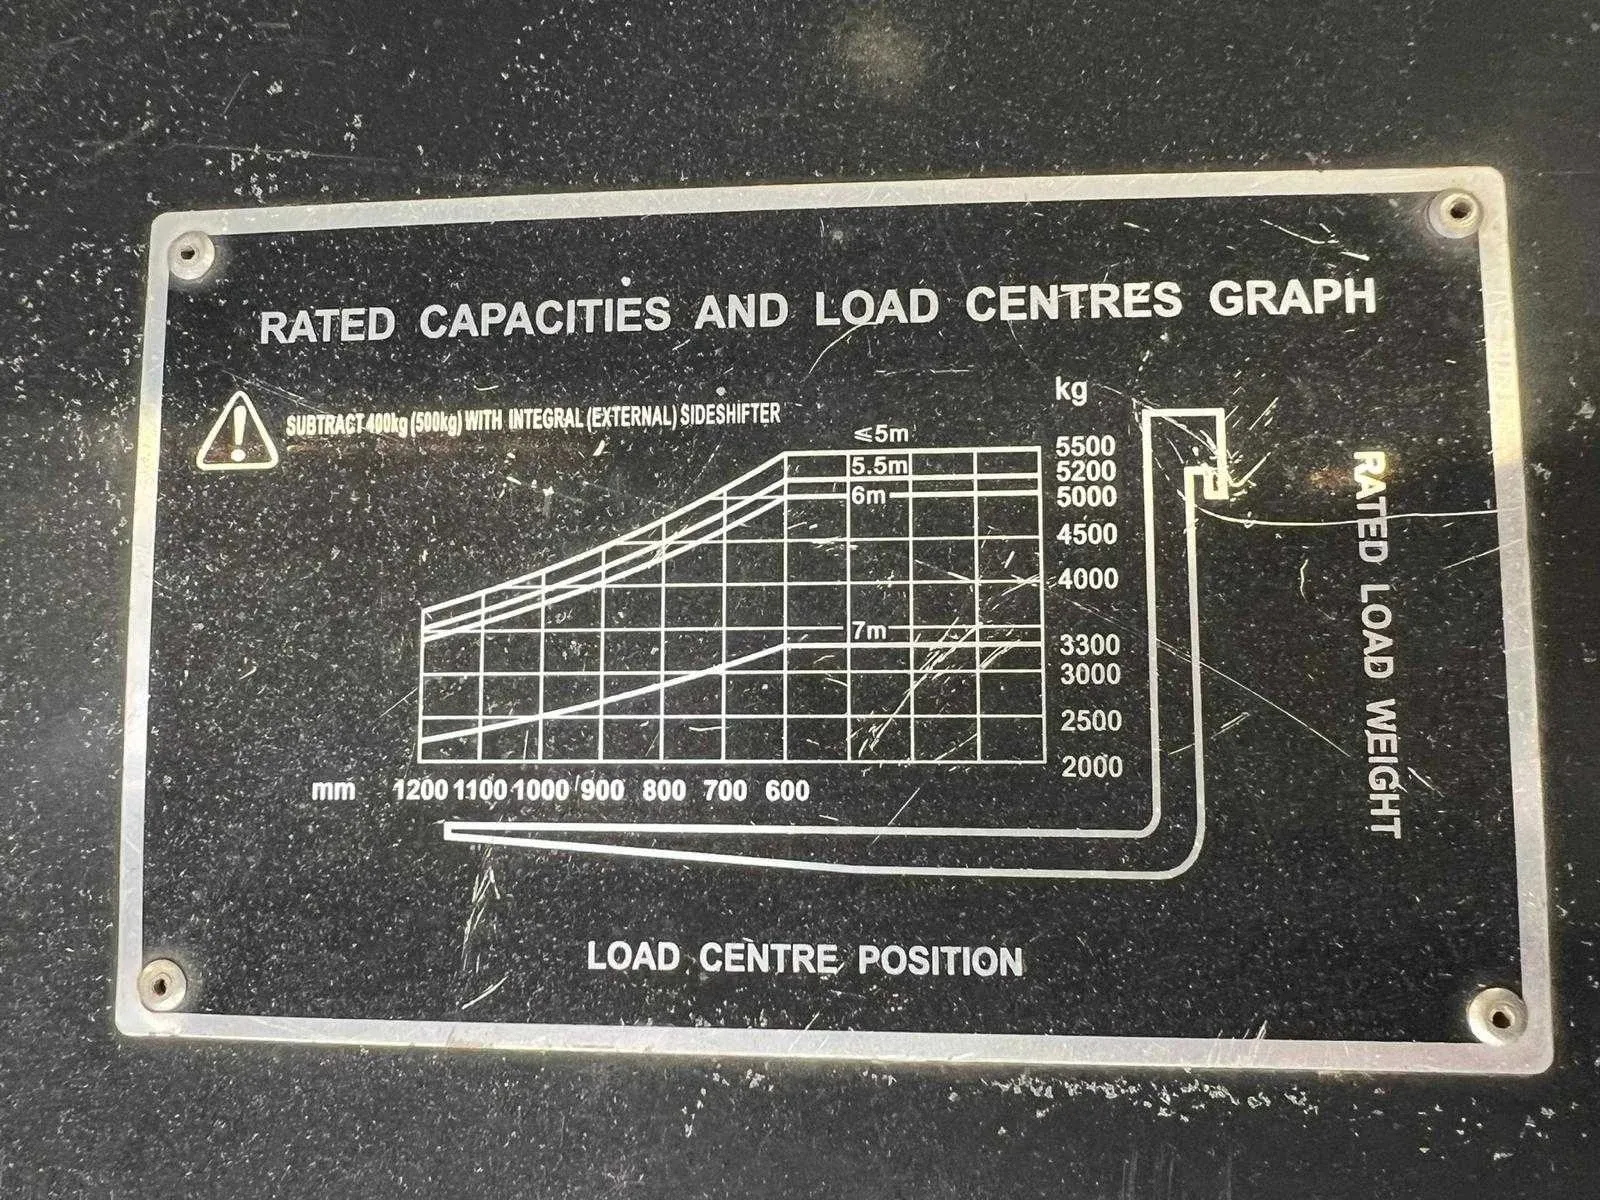 RATED CAPACITIES AND LOAD CENTRES GRAPH
SUBTRACT 400kg (500kg) WITH INTEGRAL (EXTERNAL) SIDESHIFTER
kg
⩽5m
5.5m
6m
7m
5500
5200
5000
4500
4000
3300
3000
2500
2000
RATED LOAD WEIGHT
mm 1200 1100 1000 900 800 700 600
LOAD CENTRE POSITION